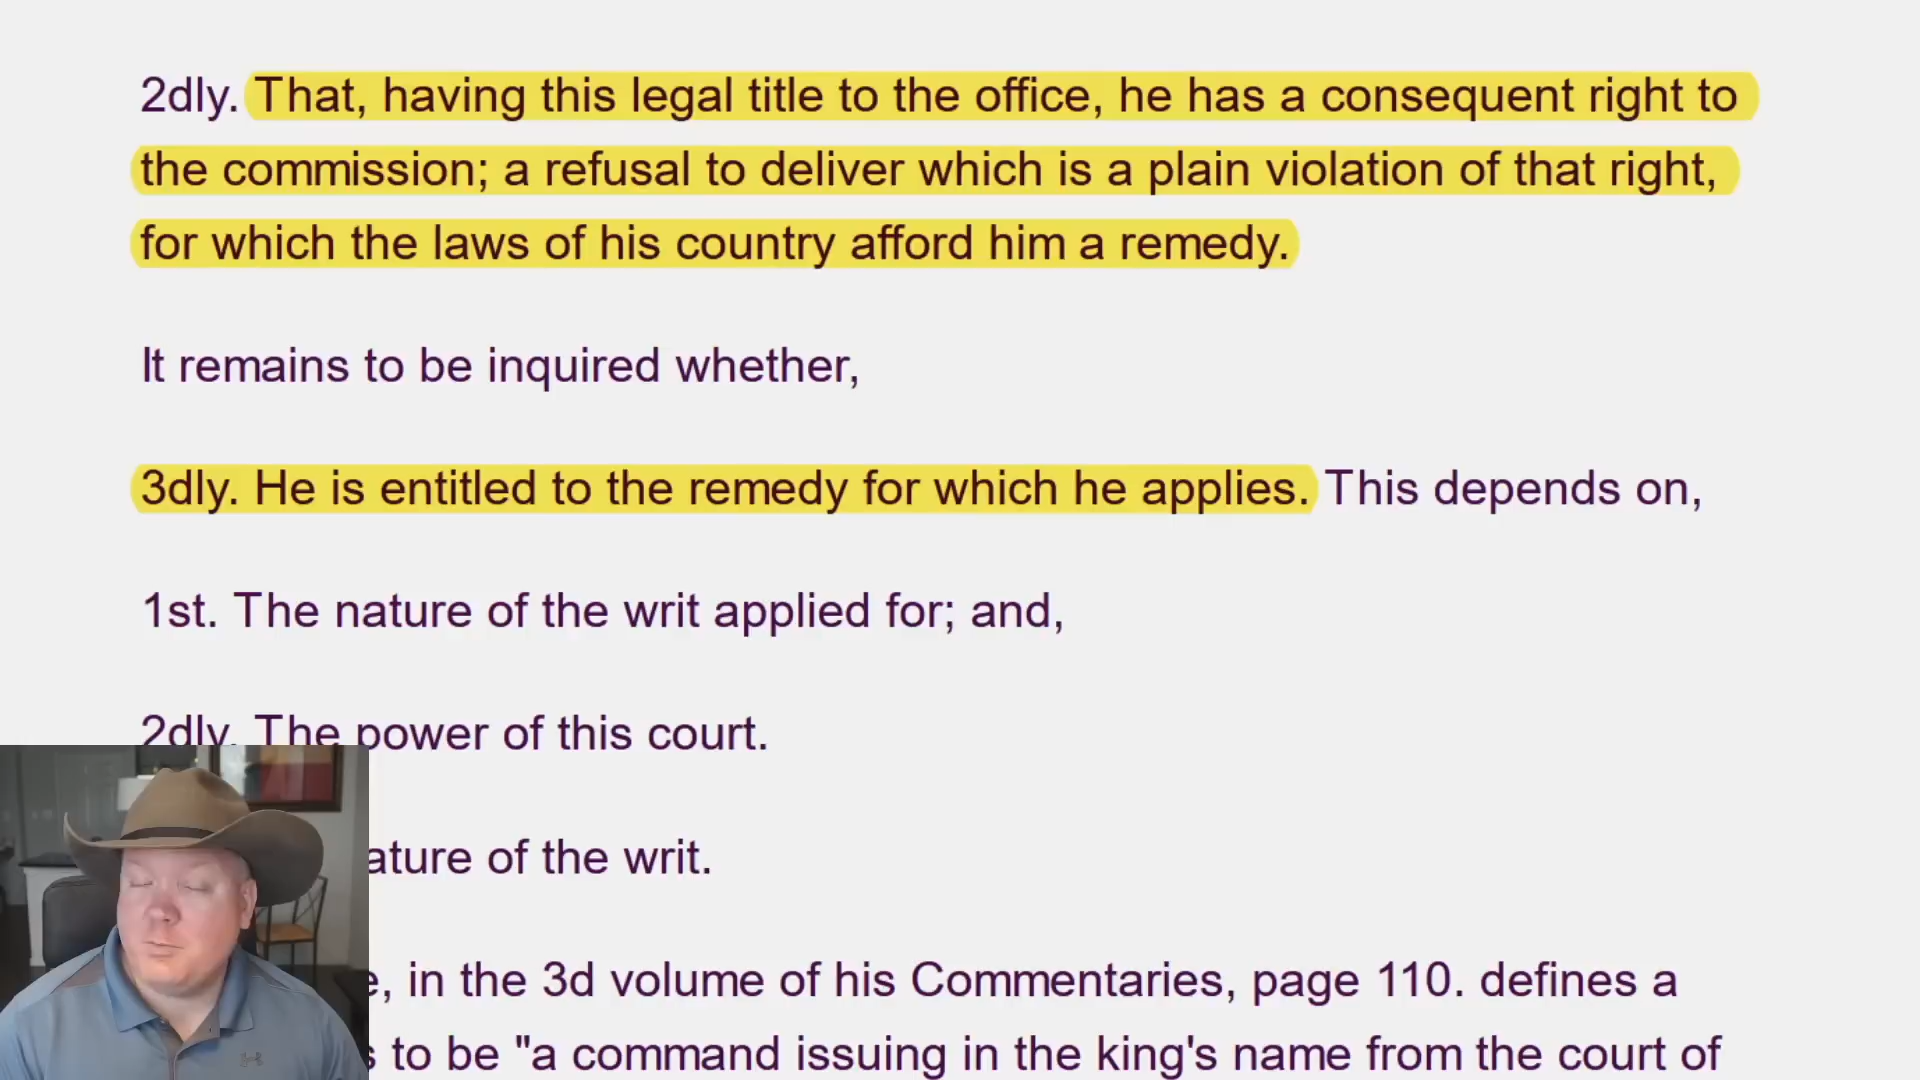 2dly. That, having this legal title to the office, he has a consequent right to
the commission; a refusal to deliver which is a plain violation of that right,
for which the laws of his country afford him a remedy.
It remains to be inquired whether,
3dly. He is entitled to the remedy for which he applies. This depends on,
1st. The nature of the writ applied for; and,
2dly. The power of this court.
ature of the writ.
e, in the 3d volume of his Commentaries, page 110. defines a
s to be "a command issuing in the king's name from the court of